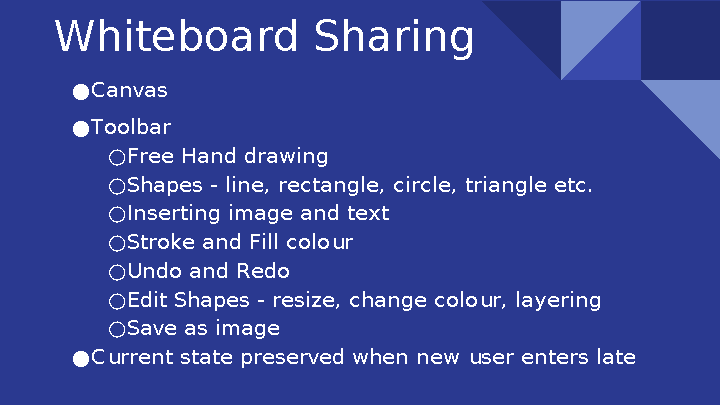 Whiteboard Sharing
●Canvas
●Toolbar
○Free Hand drawing
○Shapes - line, rectangle, circle, triangle etc.
○Inserting image and text
○Stroke and Fill colour
○Undo and Redo
○Edit Shapes - resize, change colour, layering
○Save as image
●Current state preserved when new user enters late